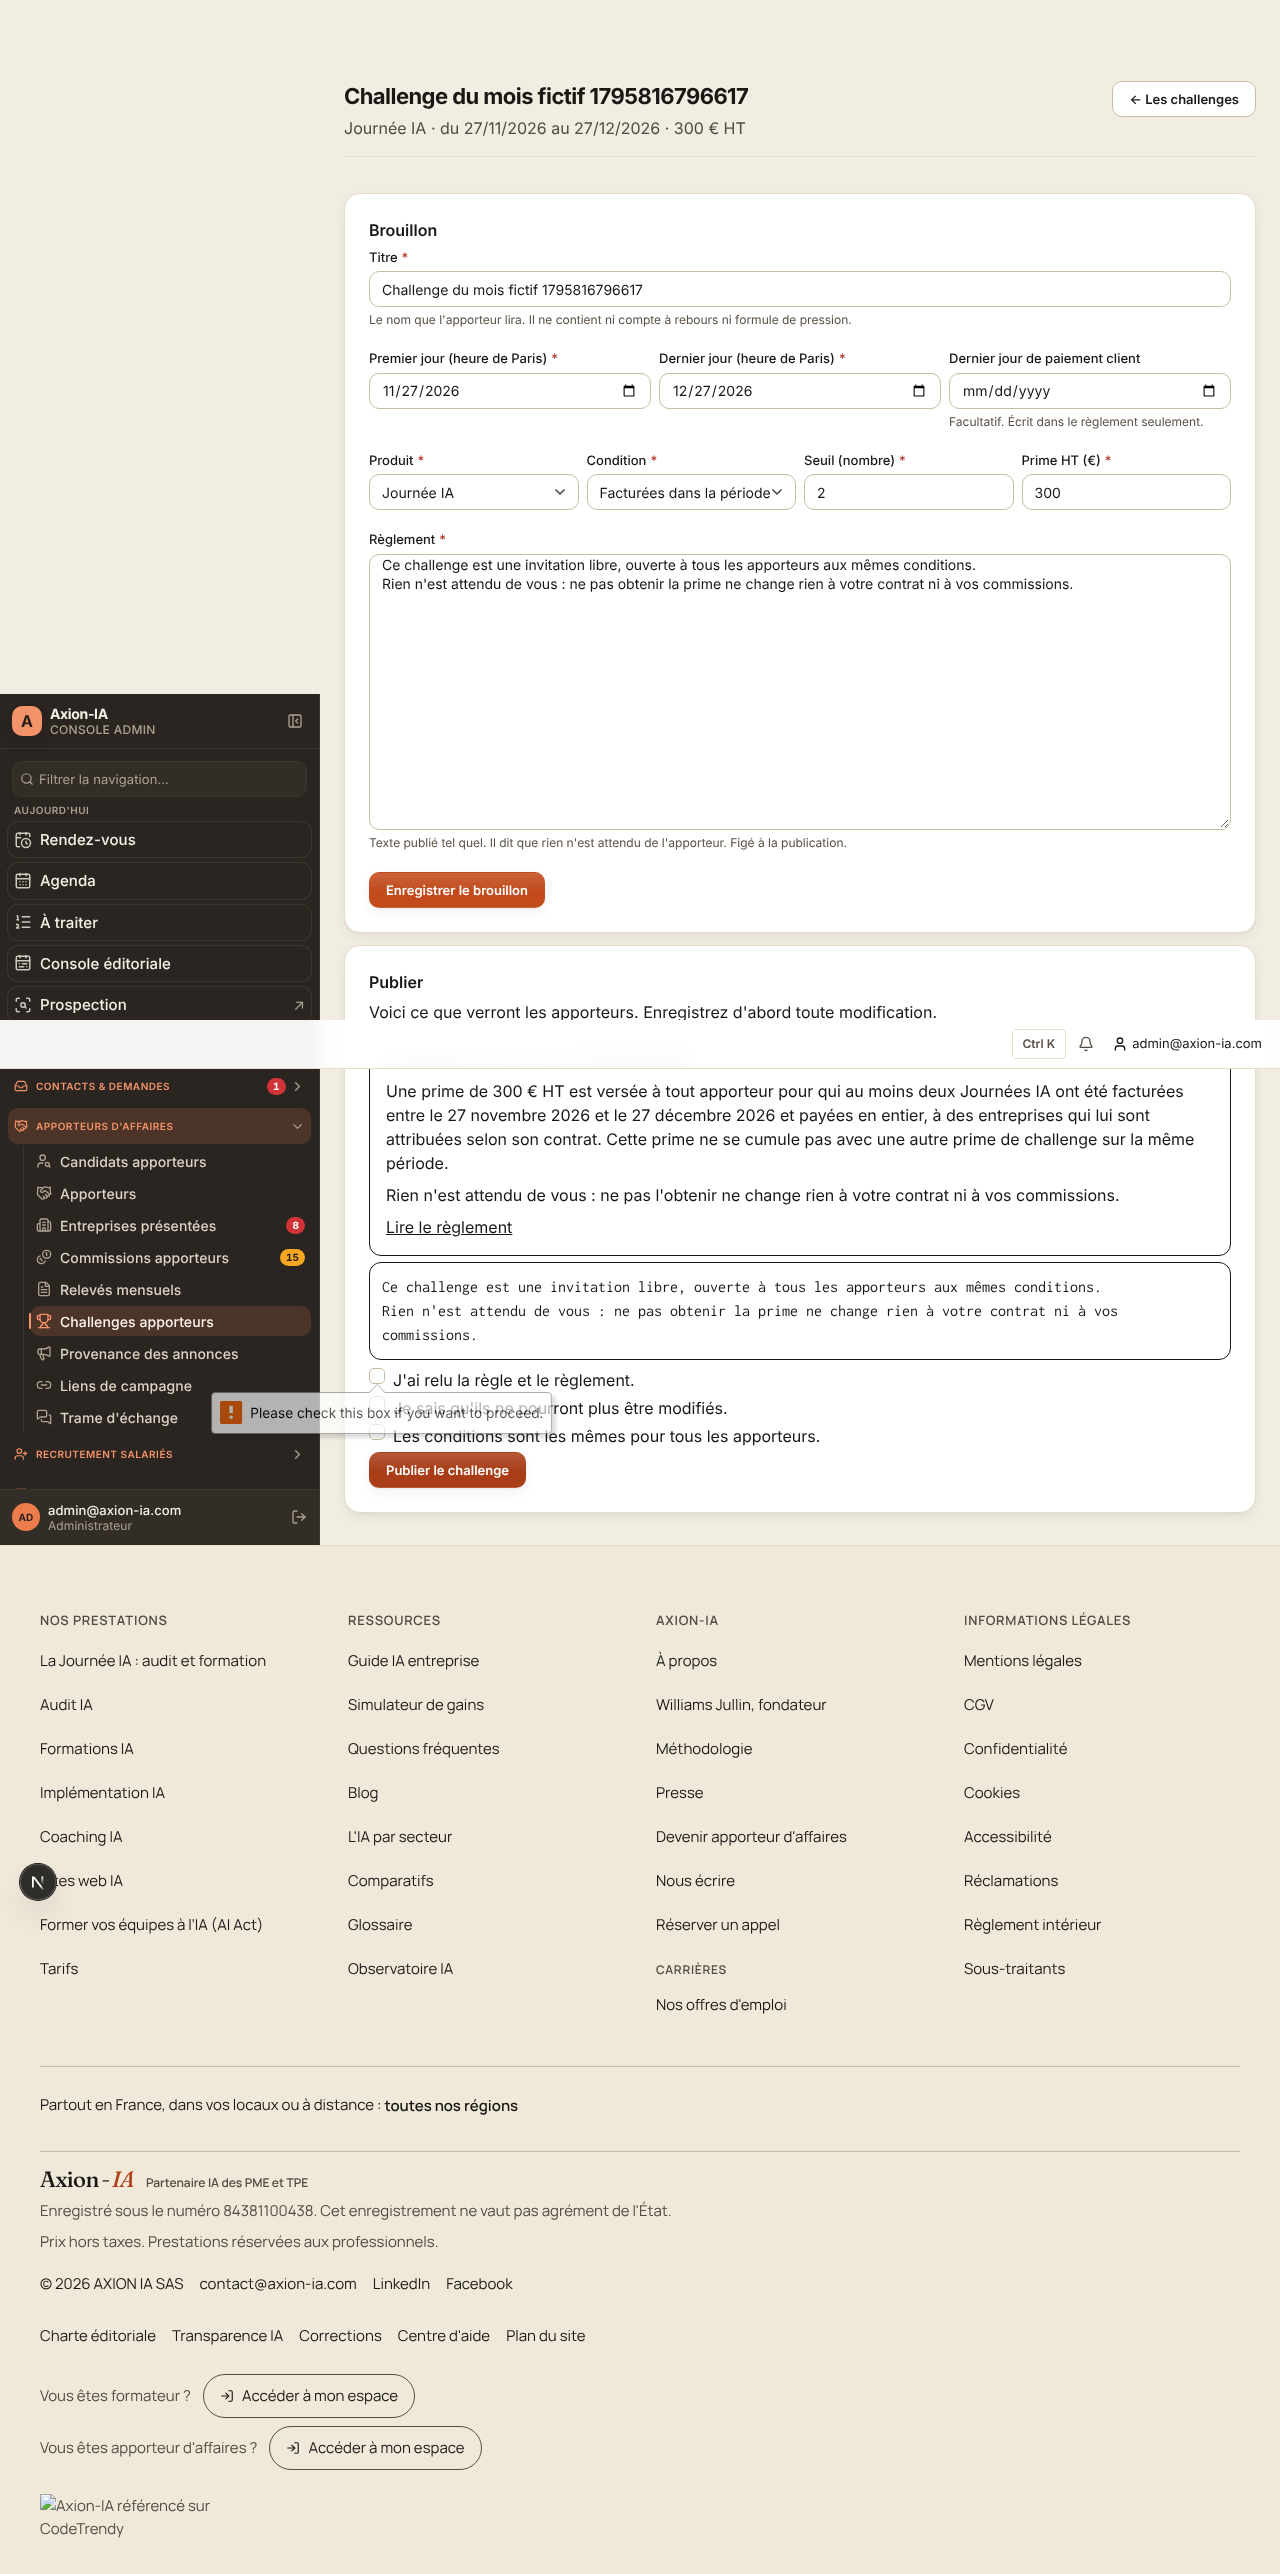 Challenge du mois fictif 1795816796617
← Les challenges
Journée IA · du 27/11/2026 au 27/12/2026 · 300 € HT
Brouillon
Titre *
Challenge du mois fictif 1795816796617
Le nom que l'apporteur lira. Il ne contient ni compte à rebours ni formule de pression.
Premier jour (heure de Paris) *
11/27/2026
Dernier jour (heure de Paris) *
12/27/2026
Dernier jour de paiement client
mm/dd/yyyy
Facultatif. Écrit dans le règlement seulement.
Produit *
Journée IA
Condition *
Facturées dans la période
Seuil (nombre) *
2
Prime HT (€) *
300
Règlement *
Ce challenge est une invitation libre, ouverte à tous les apporteurs aux mêmes conditions.
Rien n'est attendu de vous : ne pas obtenir la prime ne change rien à votre contrat ni à vos commissions.
Texte publié tel quel. Il dit que rien n'est attendu de l'apporteur. Figé à la publication.
Enregistrer le brouillon
A
Axion-IA
CONSOLE ADMIN
Filtrer la navigation...
AUJOURD'HUI
Rendez-vous
Agenda
À traiter
Console éditoriale
Prospection
CONTACTS & DEMANDES
1
APPORTEURS D'AFFAIRES
Candidats apporteurs
Apporteurs
Entreprises présentées
8
Commissions apporteurs
15
Relevés mensuels
Challenges apporteurs
Provenance des annonces
Liens de campagne
Trame d'échange
RECRUTEMENT SALARIÉS
AD
admin@axion-ia.com
Administrateur
Publier
Voici ce que verront les apporteurs. Enregistrez d'abord toute modification.
Ctrl K
admin@axion-ia.com
Une prime de 300 € HT est versée à tout apporteur pour qui au moins deux Journées IA ont été facturées
entre le 27 novembre 2026 et le 27 décembre 2026 et payées en entier, à des entreprises qui lui sont
attribuées selon son contrat. Cette prime ne se cumule pas avec une autre prime de challenge sur la même
période.
Rien n'est attendu de vous : ne pas l'obtenir ne change rien à votre contrat ni à vos commissions.
Lire le règlement
Ce challenge est une invitation libre, ouverte à tous les apporteurs aux mêmes conditions.
Rien n'est attendu de vous : ne pas obtenir la prime ne change rien à votre contrat ni à vos
commissions.
J'ai relu la règle et le règlement.
Je sais qu'ils ne pourront plus être modifiés.
Please check this box if you want to proceed.
Les conditions sont les mêmes pour tous les apporteurs.
Publier le challenge
NOS PRESTATIONS
La Journée IA : audit et formation
Audit IA
Formations IA
Implémentation IA
Coaching IA
tes web IA
Former vos équipes à l'IA (AI Act)
Tarifs
RESSOURCES
Guide IA entreprise
Simulateur de gains
Questions fréquentes
Blog
L'IA par secteur
Comparatifs
Glossaire
Observatoire IA
AXION-IA
À propos
Williams Jullin, fondateur
Méthodologie
Presse
Devenir apporteur d'affaires
Nous écrire
Réserver un appel
CARRIÈRES
Nos offres d'emploi
INFORMATIONS LÉGALES
Mentions légales
CGV
Confidentialité
Cookies
Accessibilité
Réclamations
Règlement intérieur
Sous-traitants
Partout en France, dans vos locaux ou à distance : toutes nos régions
Axion-IA Partenaire IA des PME et TPE
Enregistré sous le numéro 84381100438. Cet enregistrement ne vaut pas agrément de l'État.
Prix hors taxes. Prestations réservées aux professionnels.
© 2026 AXION IA SAS contact@axion-ia.com LinkedIn Facebook
Charte éditoriale Transparence IA Corrections Centre d'aide Plan du site
Vous êtes formateur ? Accéder à mon espace
Vous êtes apporteur d'affaires ? Accéder à mon espace
Axion-IA référencé sur
CodeTrendy